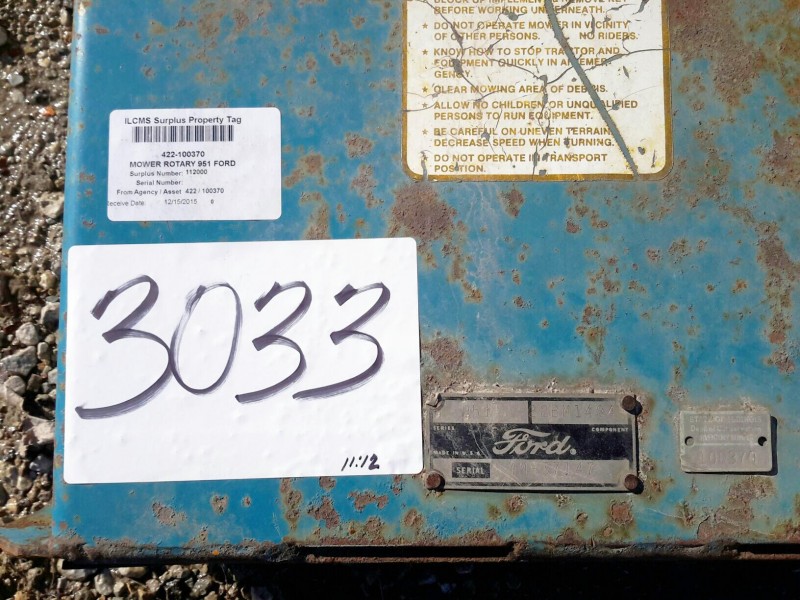 BEFORE WORKING UNDERNEATH.
★ DO NOT OPERATE MOWER IN VICINITY
OF OTHER PERSONS. NO RIDERS.
★ KNOW HOW TO STOP TRACTOR AND
EQUIPMENT QUICKLY IN AN EMER-
GENCY.
★ CLEAR MOWING AREA OF DEBRIS.
★ ALLOW NO CHILDREN OR UNQUALIFIED
PERSONS TO RUN EQUIPMENT.
★ BE CAREFUL ON UNEVEN TERRAIN.
DECREASE SPEED WHEN TURNING.
★ DO NOT OPERATE IN TRANSPORT
POSITION.
ILCMS Surplus Property Tag
422-100370
MOWER ROTARY 951 FORD
Surplus Number: 112000
Serial Number:
From Agency / Asset 422 / 100370
Receive Date: 12/15/2015 8
3033
11:12
SERIES COMPONENT
Ford.
MADE IN U.S.A.
SERIAL